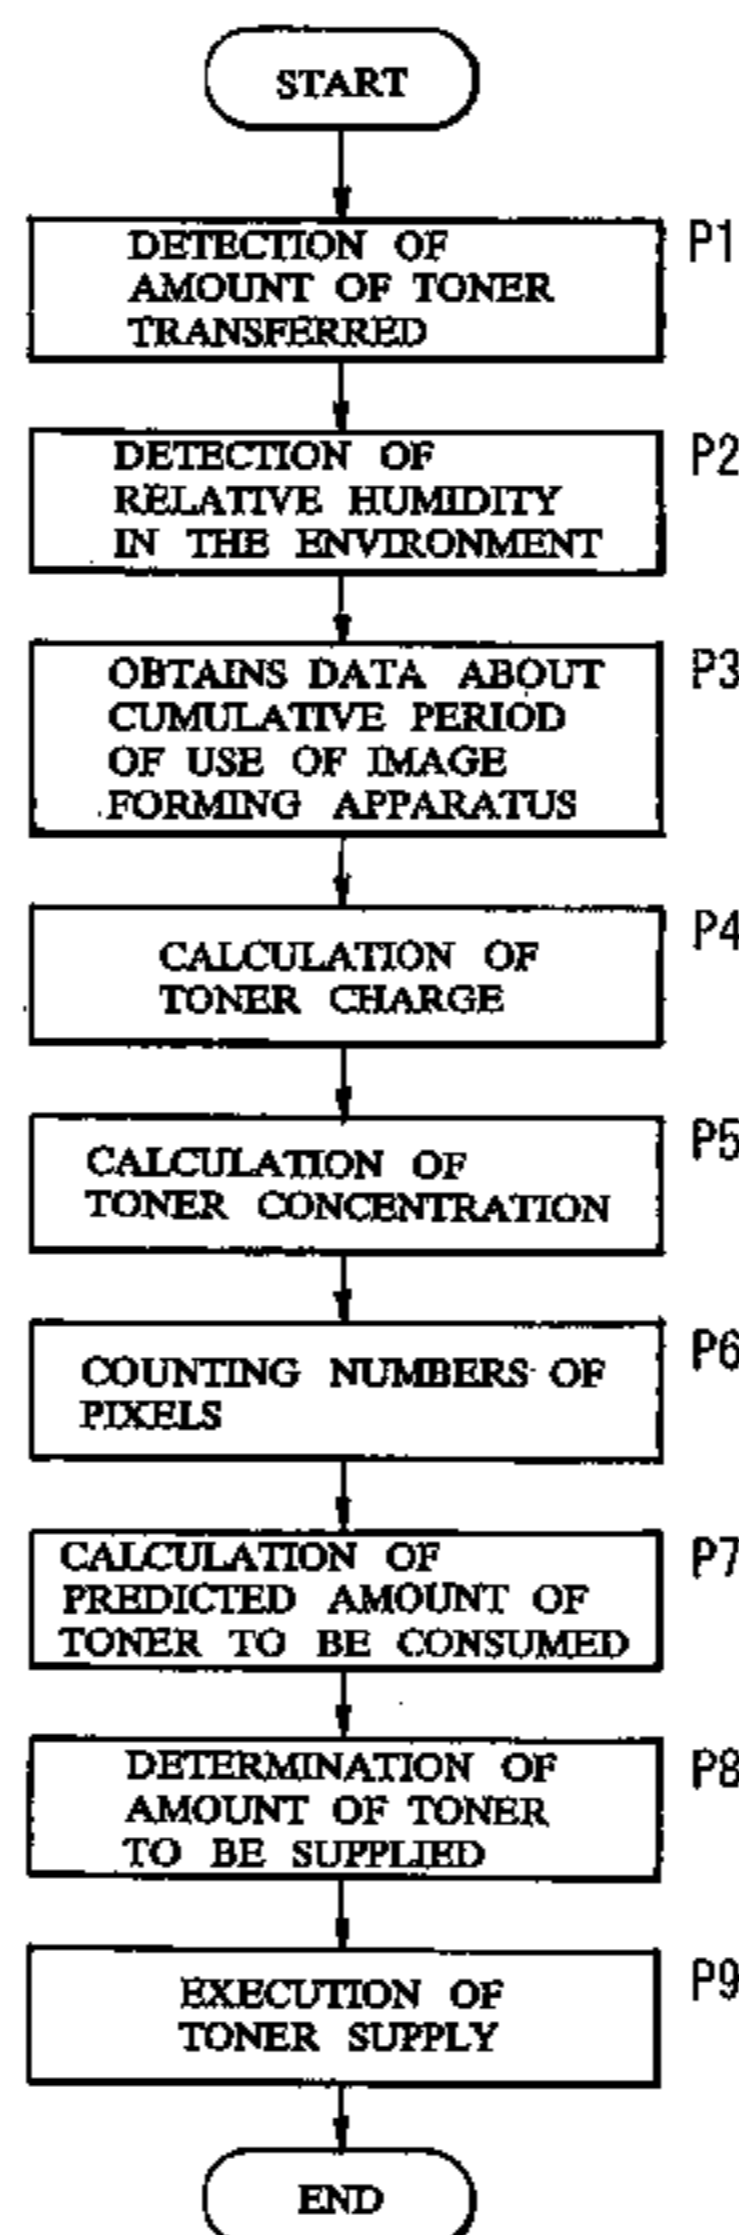 START
P1
DETECTION OF
AMOUNT OF TONER
TRANSFERRED
P2
DETECTION OF
RELATIVE HUMIDITY
IN THE ENVIRONMENT
P3
OBTAINS DATA ABOUT
CUMULATIVE PERIOD
OF USE OF IMAGE
FORMING APPARATUS
P4
CALCULATION OF
TONER CHARGE
P5
CALCULATION OF
TONER CONCENTRATION
P6
COUNTING NUMBERS OF
PIXELS
P7
CALCULATION OF
PREDICTED AMOUNT OF
TONER TO BE CONSUMED
P8
DETERMINATION OF
AMOUNT OF TONER
TO BE SUPPLIED
P9
EXECUTION OF
TONER SUPPLY
END